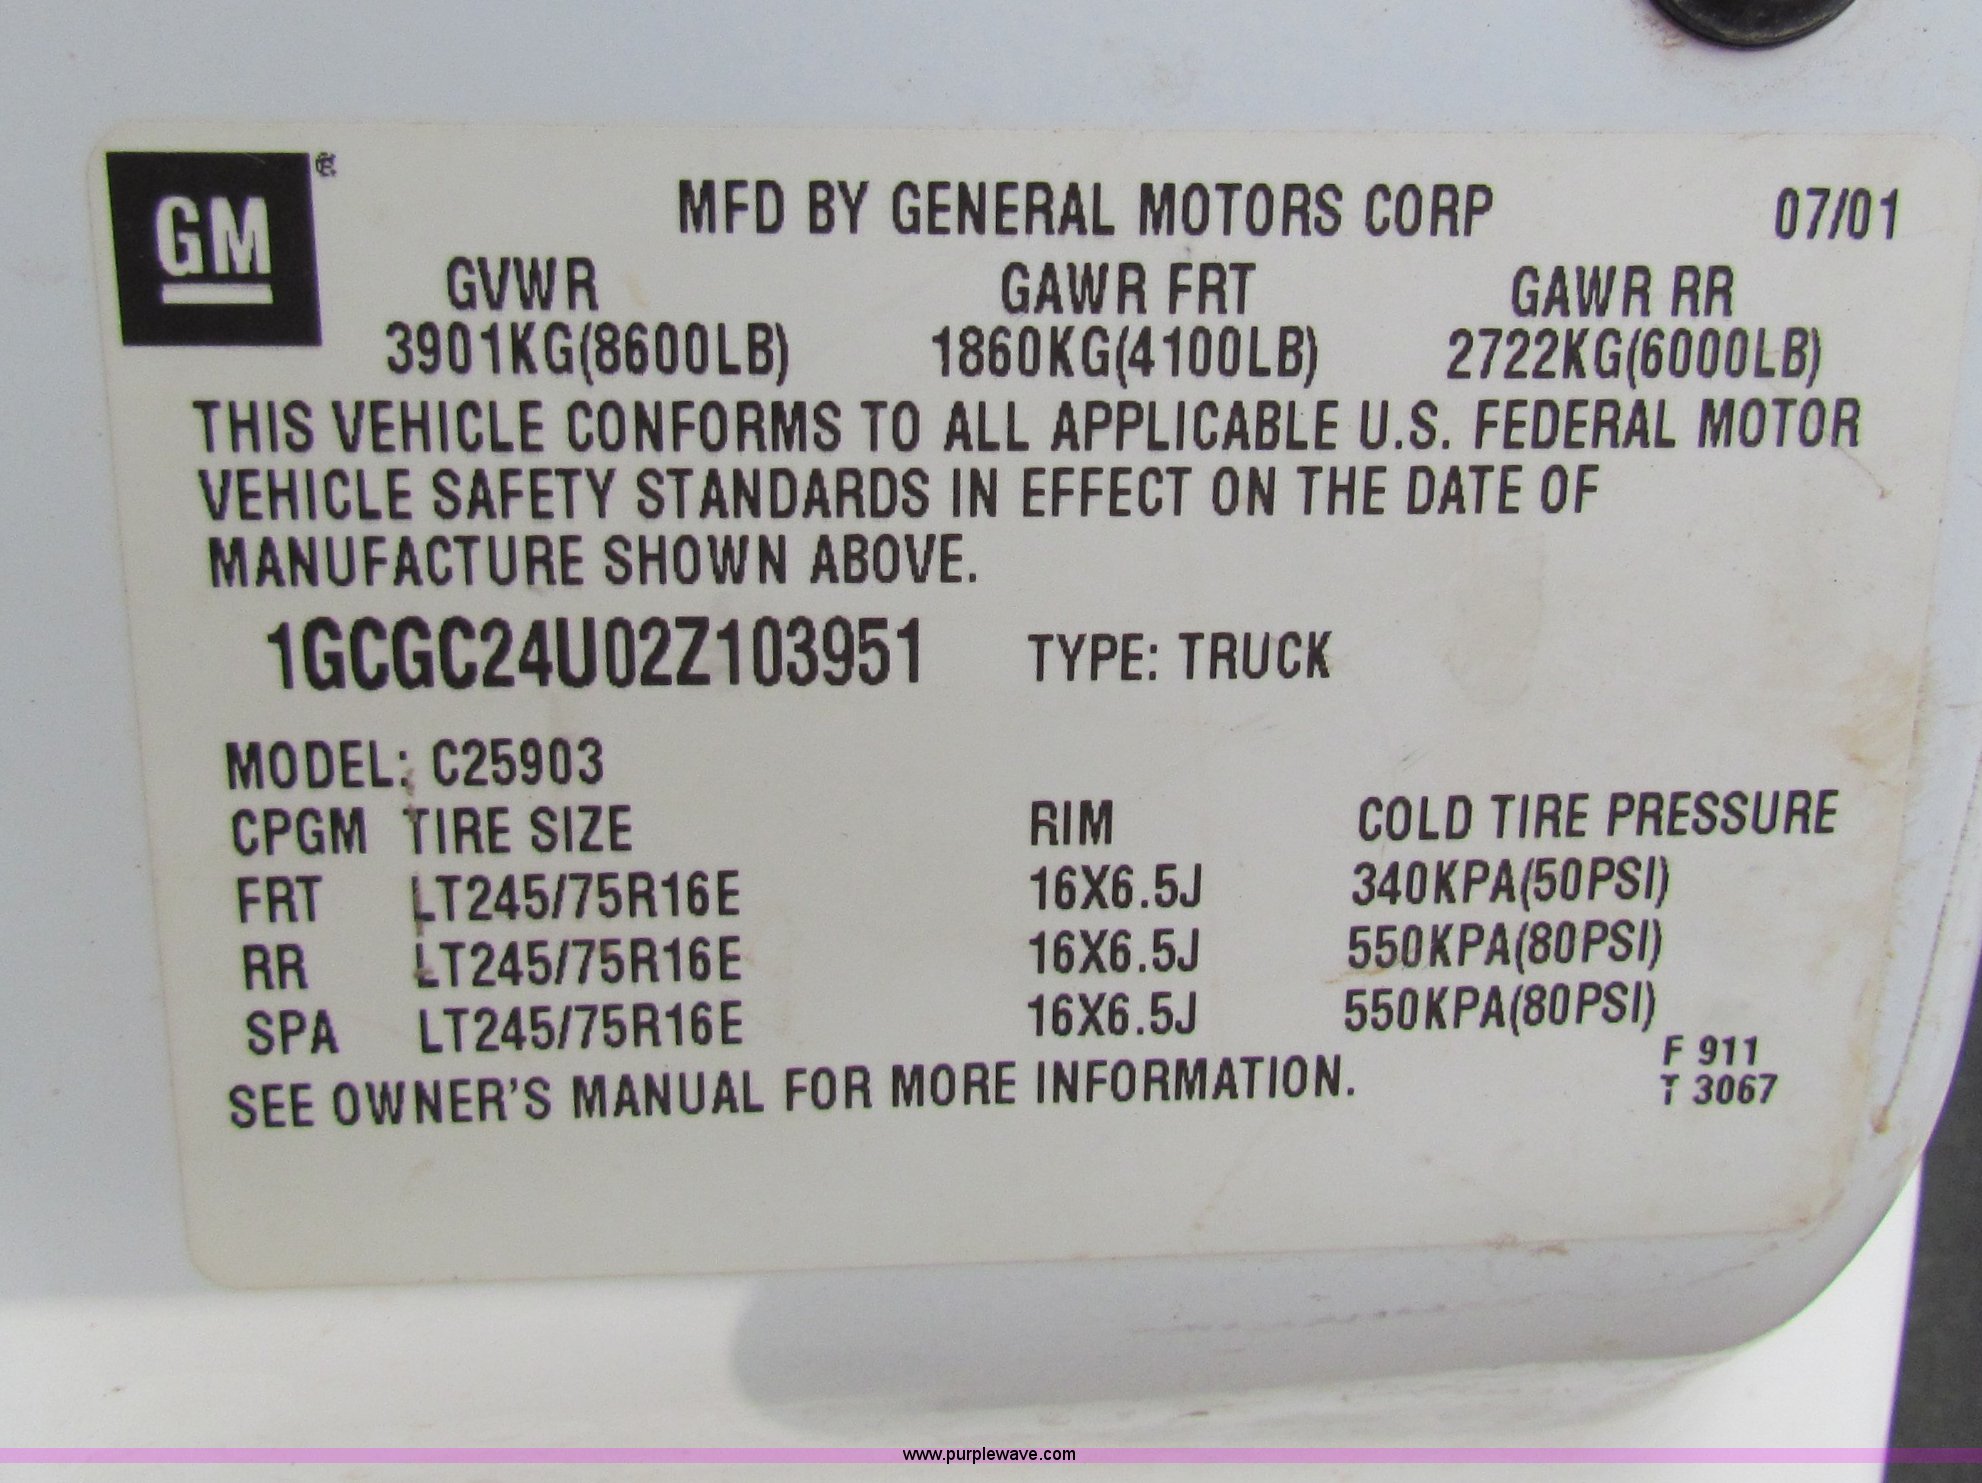 GM
MFD BY GENERAL MOTORS CORP 07/01
GVWR GAWR FRT GAWR RR
3901KG(8600LB) 1860KG(4100LB) 2722KG(6000LB)
THIS VEHICLE CONFORMS TO ALL APPLICABLE U.S. FEDERAL MOTOR
VEHICLE SAFETY STANDARDS IN EFFECT ON THE DATE OF
MANUFACTURE SHOWN ABOVE.
1GCGC24U02Z103951 TYPE: TRUCK
MODEL: C25903
CPGM TIRE SIZE RIM COLD TIRE PRESSURE
FRT LT245/75R16E 16X6.5J 340KPA(50PSI)
RR LT245/75R16E 16X6.5J 550KPA(80PSI)
SPA LT245/75R16E 16X6.5J 550KPA(80PSI)
SEE OWNER'S MANUAL FOR MORE INFORMATION.
F 911
T 3067
www.purplewave.com